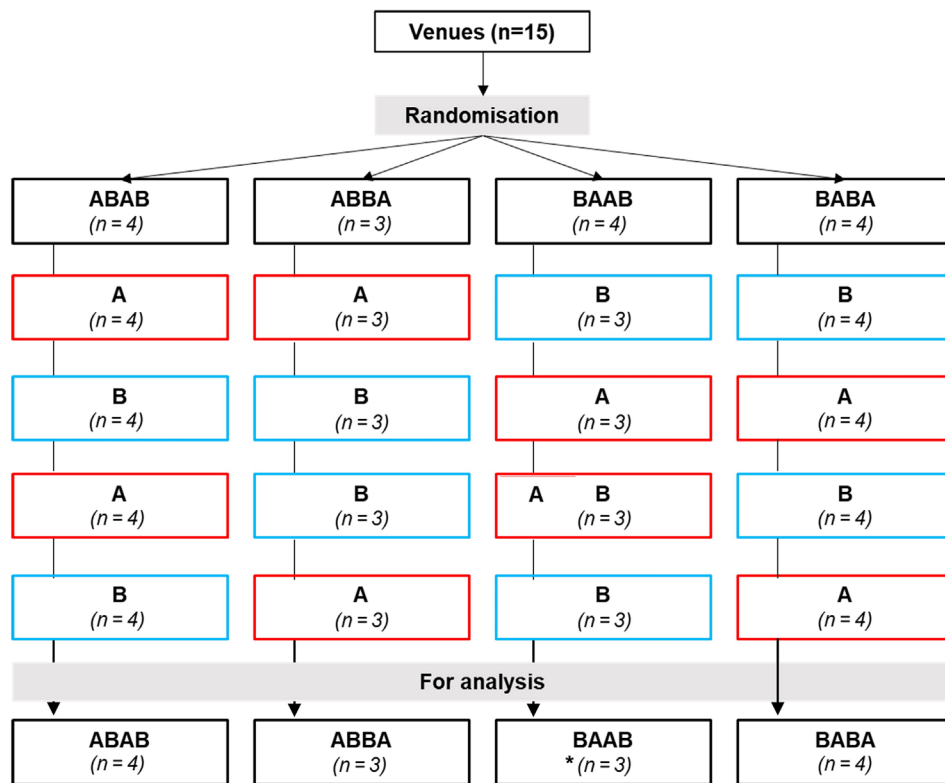 Venues (n=15)
Randomisation
ABAB ABBA BAAB BABA
(n = 4) (n = 3) (n = 4) (n = 4)
A A B B
(n = 4) (n = 3) (n = 3) (n = 4)
B B A A
(n = 4) (n = 3) (n = 3) (n = 4)
A B A B B
(n = 4) (n = 3) (n = 3) (n = 4)
B A B A
(n = 4) (n = 3) (n = 3) (n = 4)
For analysis
ABAB ABBA BAAB BABA
(n = 4) (n = 3) * (n = 3) (n = 4)